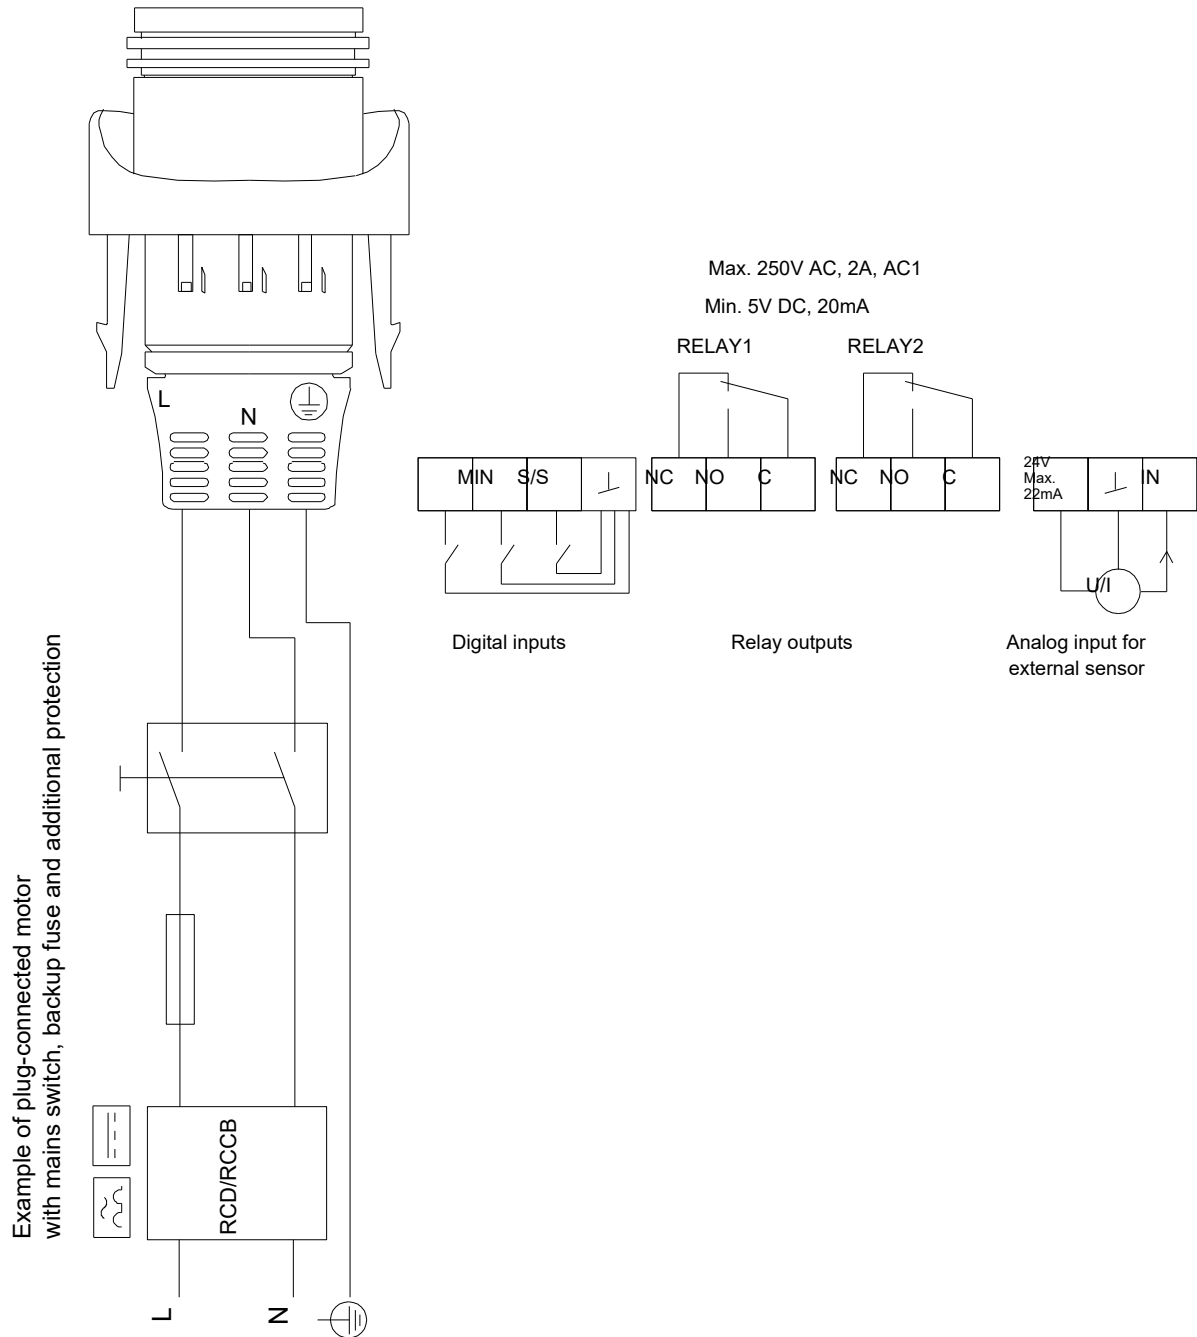 Max. 250V AC, 2A, AC1
Min. 5V DC, 20mA
RELAY1 RELAY2
L
N
MIN S/S NC NO C NC NO C
24V
Max.
22mA
IN
U/I
Digital inputs
Relay outputs
Analog input for
external sensor
Example of plug-connected motor
with mains switch, backup fuse and additional protection
RCD/RCCB
L
N